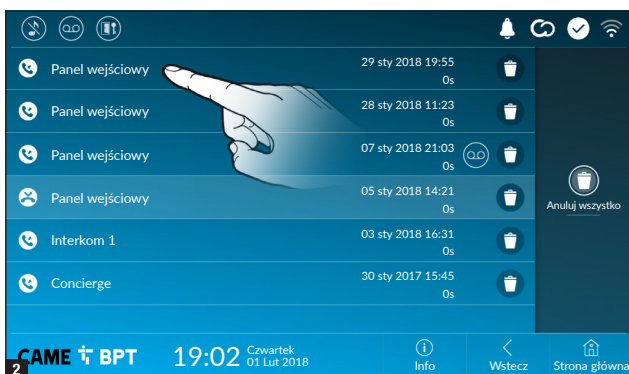 Panel wejściowy
29 sty 2018 19:55
0s
Panel wejściowy
28 sty 2018 11:23
0s
Panel wejściowy
07 sty 2018 21:03
0s
Panel wejściowy
05 sty 2018 14:21
0s
Interkom 1
03 sty 2018 16:31
0s
Concierge
30 sty 2017 15:45
0s
Anuluj wszystko
2
CAME BPT
19:02
Czwartek
01 Lut 2018
Info
Wstecz
Strona główna